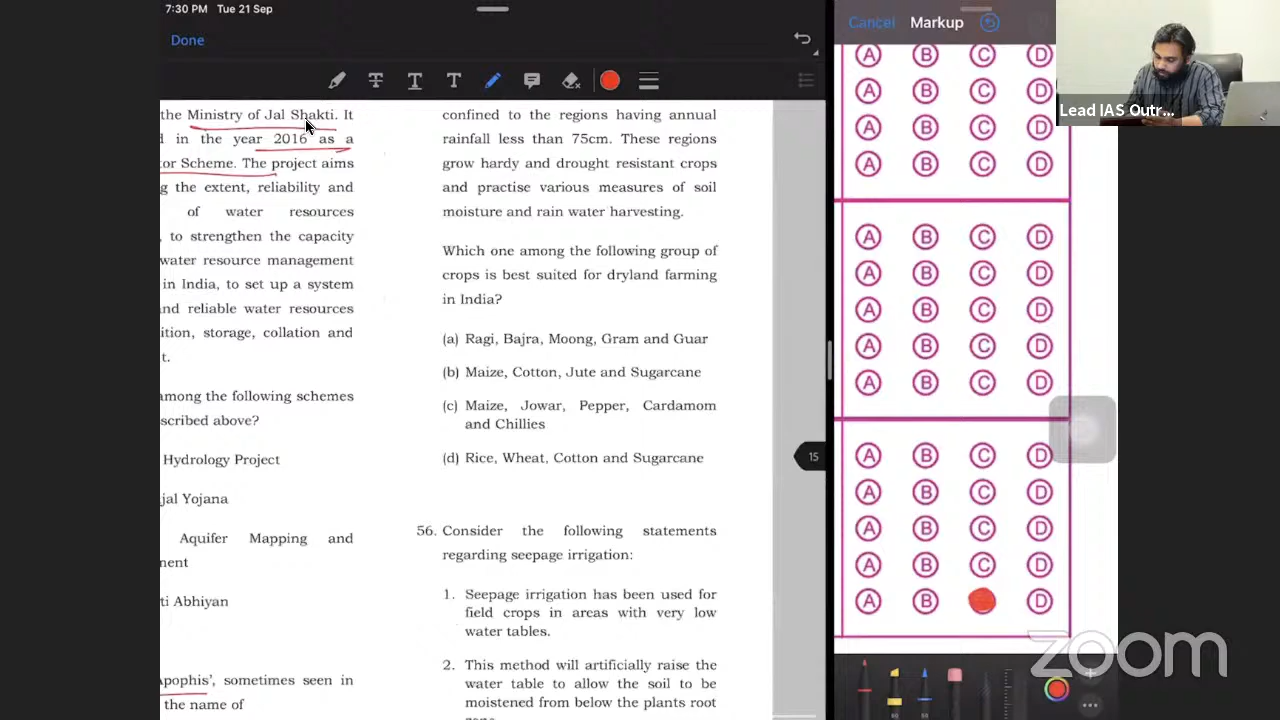 7:30 PM Tue 21 Sep
Done
Cancel Markup
Lead IAS Outr...
the Ministry of Jal Shakti. It
d in the year 2016 as a
tor Scheme. The project aims
g the extent, reliability and
of water resources
, to strengthen the capacity
water resource management
in India, to set up a system
nd reliable water resources
ition, storage, collation and
t.
among the following schemes
scribed above?
Hydrology Project
jal Yojana
Aquifer Mapping and
ment
ti Abhiyan
Apophis', sometimes seen in
the name of
confined to the regions having annual
rainfall less than 75cm. These regions
grow hardy and drought resistant crops
and practise various measures of soil
moisture and rain water harvesting.
Which one among the following group of
crops is best suited for dryland farming
in India?
(a) Ragi, Bajra, Moong, Gram and Guar
(b) Maize, Cotton, Jute and Sugarcane
(c) Maize, Jowar, Pepper, Cardamom
and Chillies
(d) Rice, Wheat, Cotton and Sugarcane
56. Consider the following statements
regarding seepage irrigation:
1. Seepage irrigation has been used for
field crops in areas with very low
water tables.
2. This method will artificially raise the
water table to allow the soil to be
moistened from below the plants root
15
A B C D
A B C D
A B C D
A B C D
A B C D
A B C D
A B C D
A B C D
A B C D
A B C D
A B C D
A B C D
A B C D
A B D
zoom